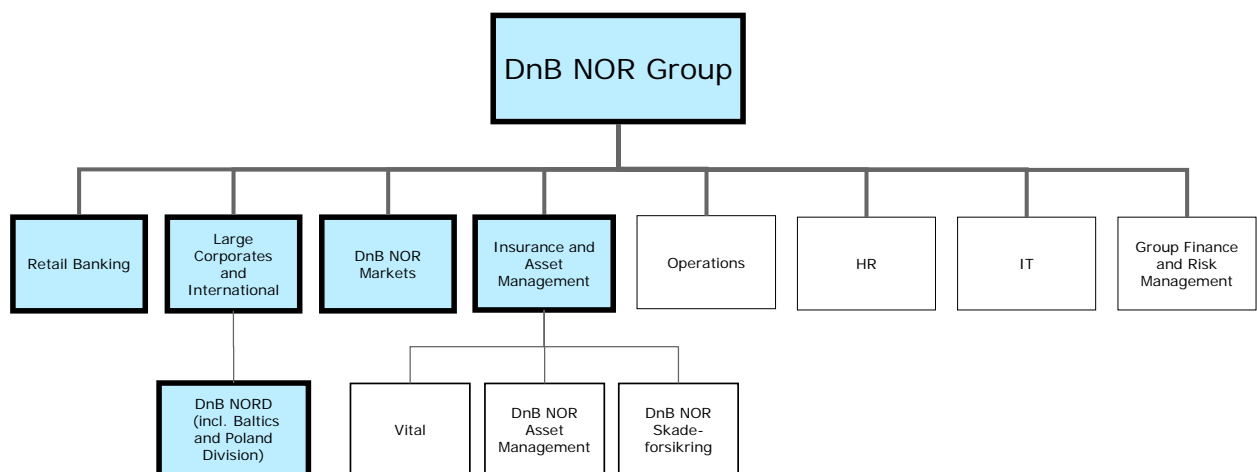 DnB NOR Group
Retail Banking
Large
Corporates
and
International
DnB NOR
Markets
Insurance and
Asset
Management
Operations
HR
IT
Group Finance
and Risk
Management
DnB NORD
(incl. Baltics
and Poland
Division)
Vital
DnB NOR
Asset
Management
DnB NOR
Skade-
forsikring